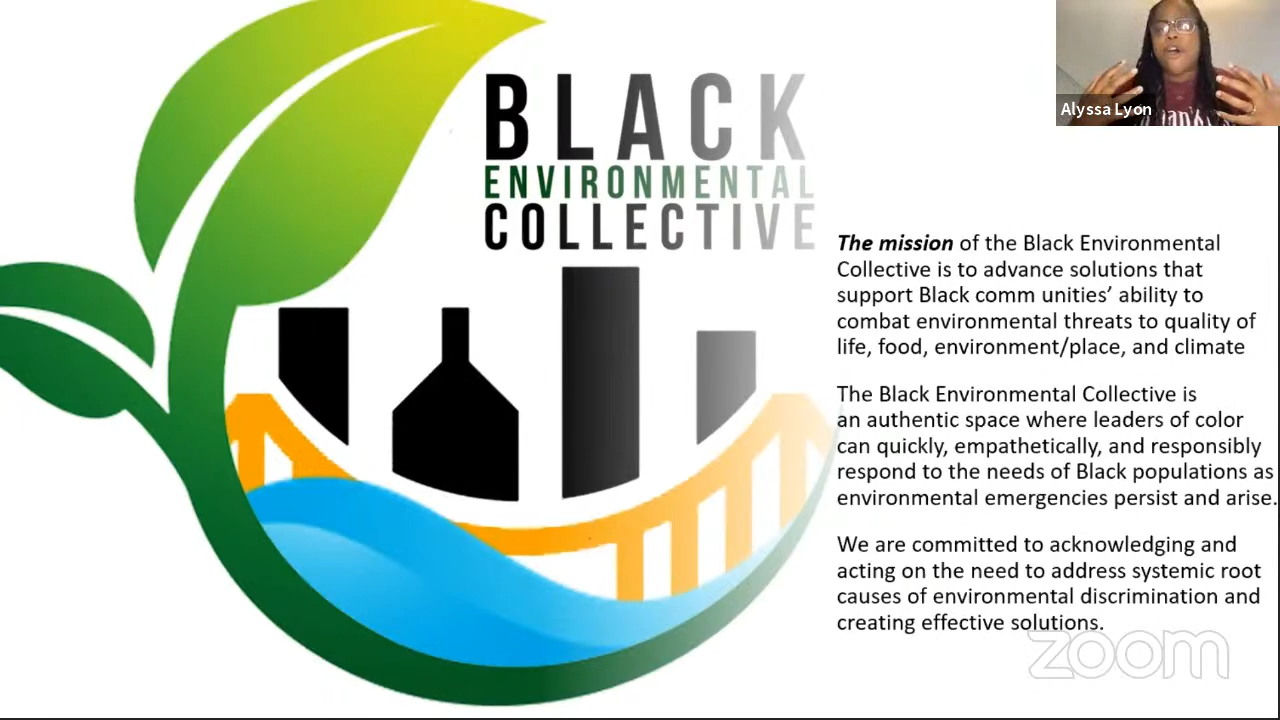 BLACK
ENVIRONMENTAL
COLLECTIVE
Alyssa Lyon
The mission of the Black Environmental
Collective is to advance solutions that
support Black comm unities’ ability to
combat environmental threats to quality of
life, food, environment/place, and climate
The Black Environmental Collective is
an authentic space where leaders of color
can quickly, empathetically, and responsibly
respond to the needs of Black populations as
environmental emergencies persist and arise.
We are committed to acknowledging and
acting on the need to address systemic root
causes of environmental discrimination and
creating effective solutions.
zoom